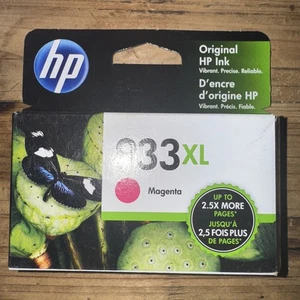 hp
Original
HP Ink
Vibrant. Precise. Reliable.
D'encre
d'origine HP
Vibrant. Précis. Fiable.
933XL
Magenta
UP TO
2.5X MORE
PAGES*
JUSQU'À
2,5 FOIS PLUS
DE PAGES*